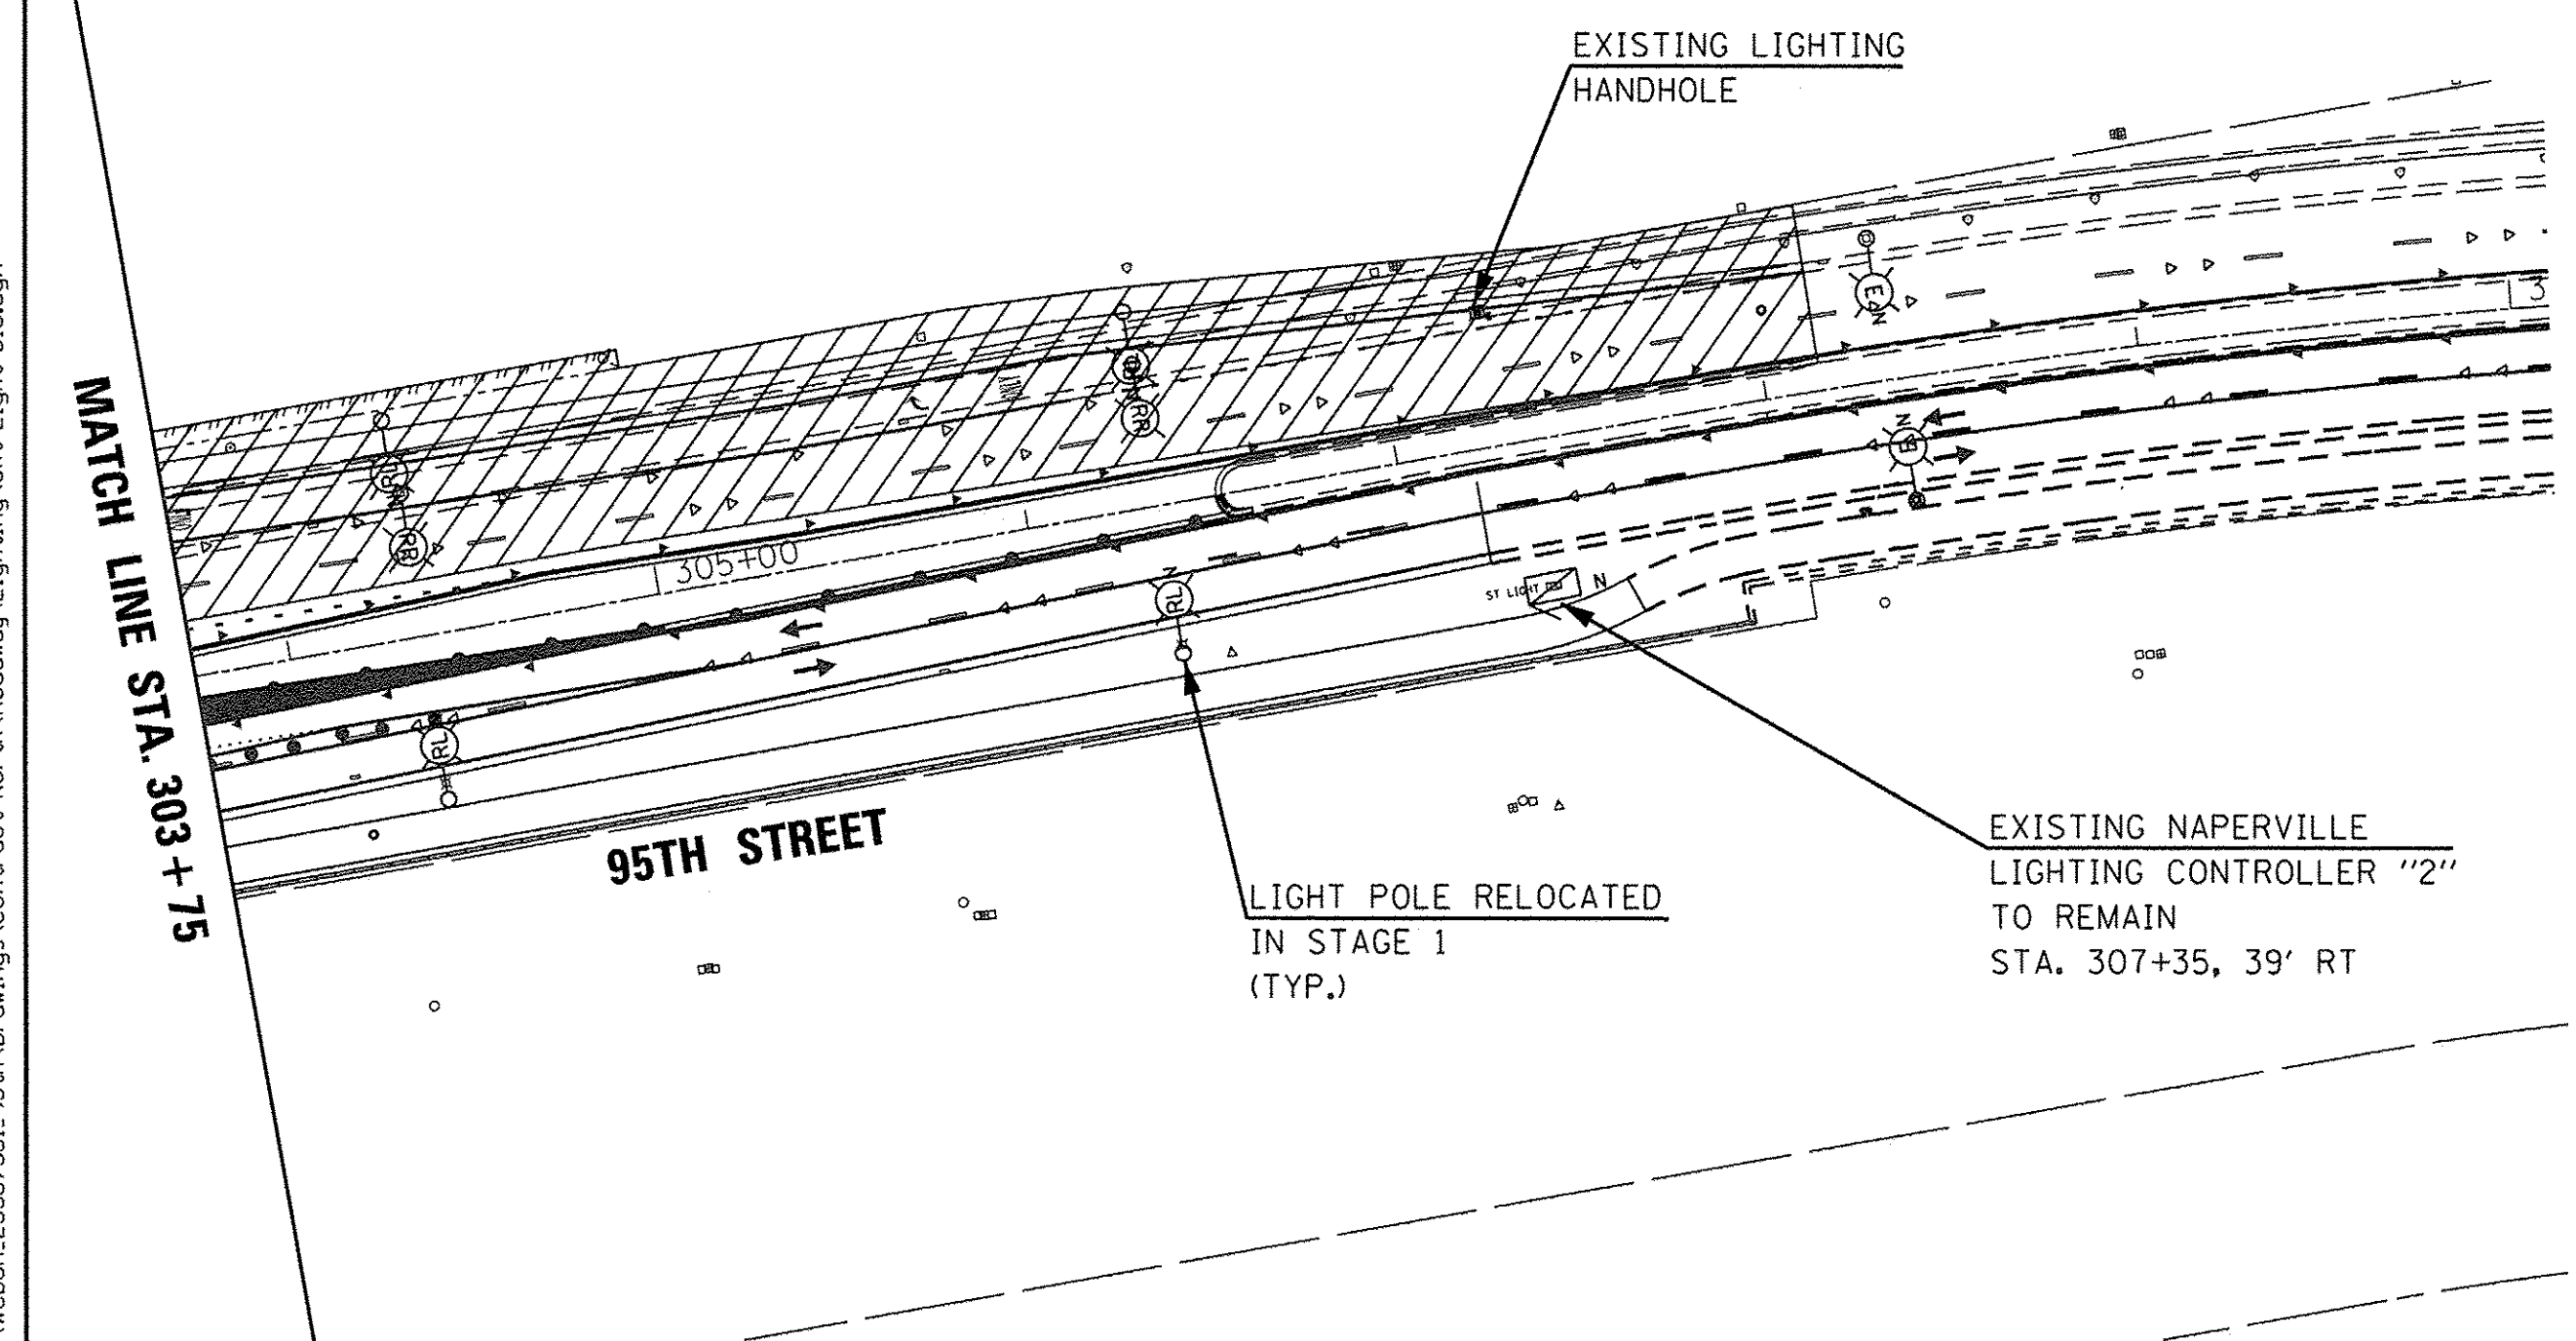 EXISTING LIGHTING
HANDHOLE
E
N
N
E
RL
RR
RR
305+00
N
RL
ST LIGHT
N
RL
MATCH LINE STA. 303+75
95TH STREET
LIGHT POLE RELOCATED
IN STAGE 1
(TYP.)
EXISTING NAPERVILLE
LIGHTING CONTROLLER "2"
TO REMAIN
STA. 307+35, 39' RT